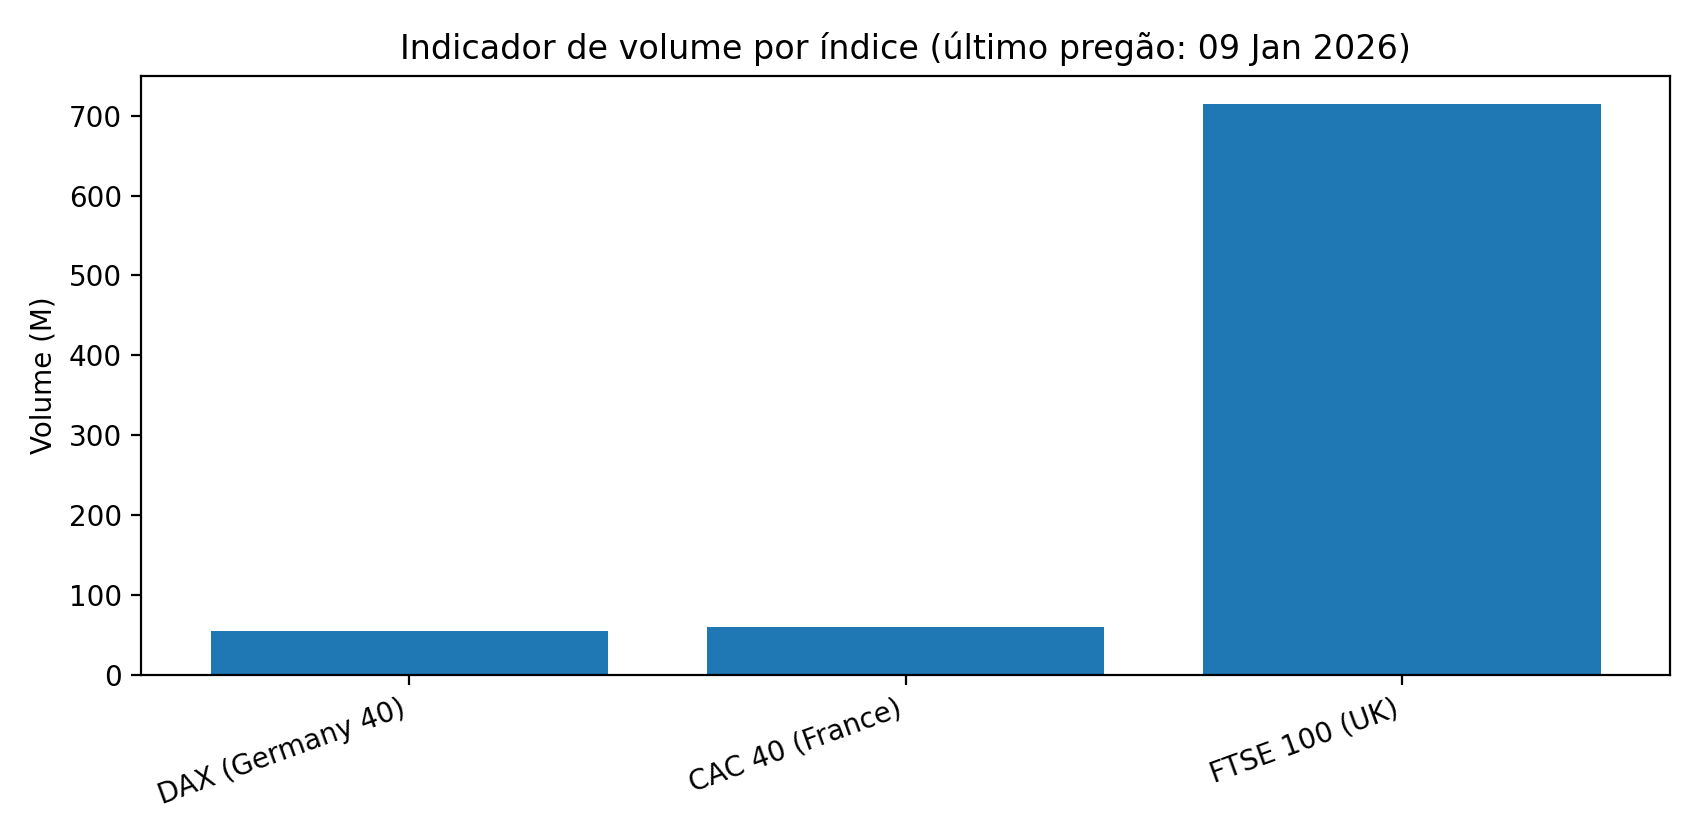 Indicador de volume por índice (último pregão: 09 Jan 2026)
Volume (M)
700
600
500
400
300
200
100
0
DAX (Germany 40)
CAC 40 (France)
FTSE 100 (UK)